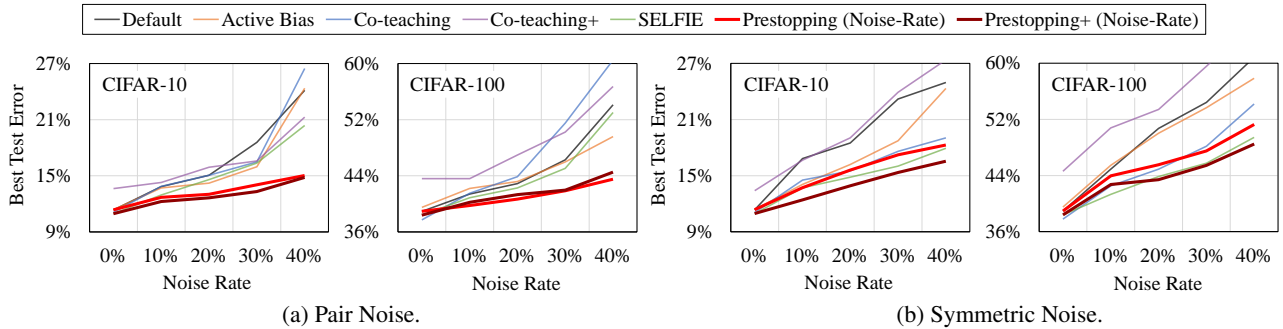 Default Active Bias Co-teaching Co-teaching+ SELFIE Prestopping (Noise-Rate) Prestopping+ (Noise-Rate)
Best Test Error
27%
21%
15%
9%
CIFAR-10
0% 10% 20% 30% 40%
Noise Rate
60%
52%
44%
36%
CIFAR-100
0% 10% 20% 30% 40%
Noise Rate
(a) Pair Noise.
Best Test Error
27%
21%
15%
9%
CIFAR-10
0% 10% 20% 30% 40%
Noise Rate
60%
52%
44%
36%
CIFAR-100
0% 10% 20% 30% 40%
Noise Rate
(b) Symmetric Noise.